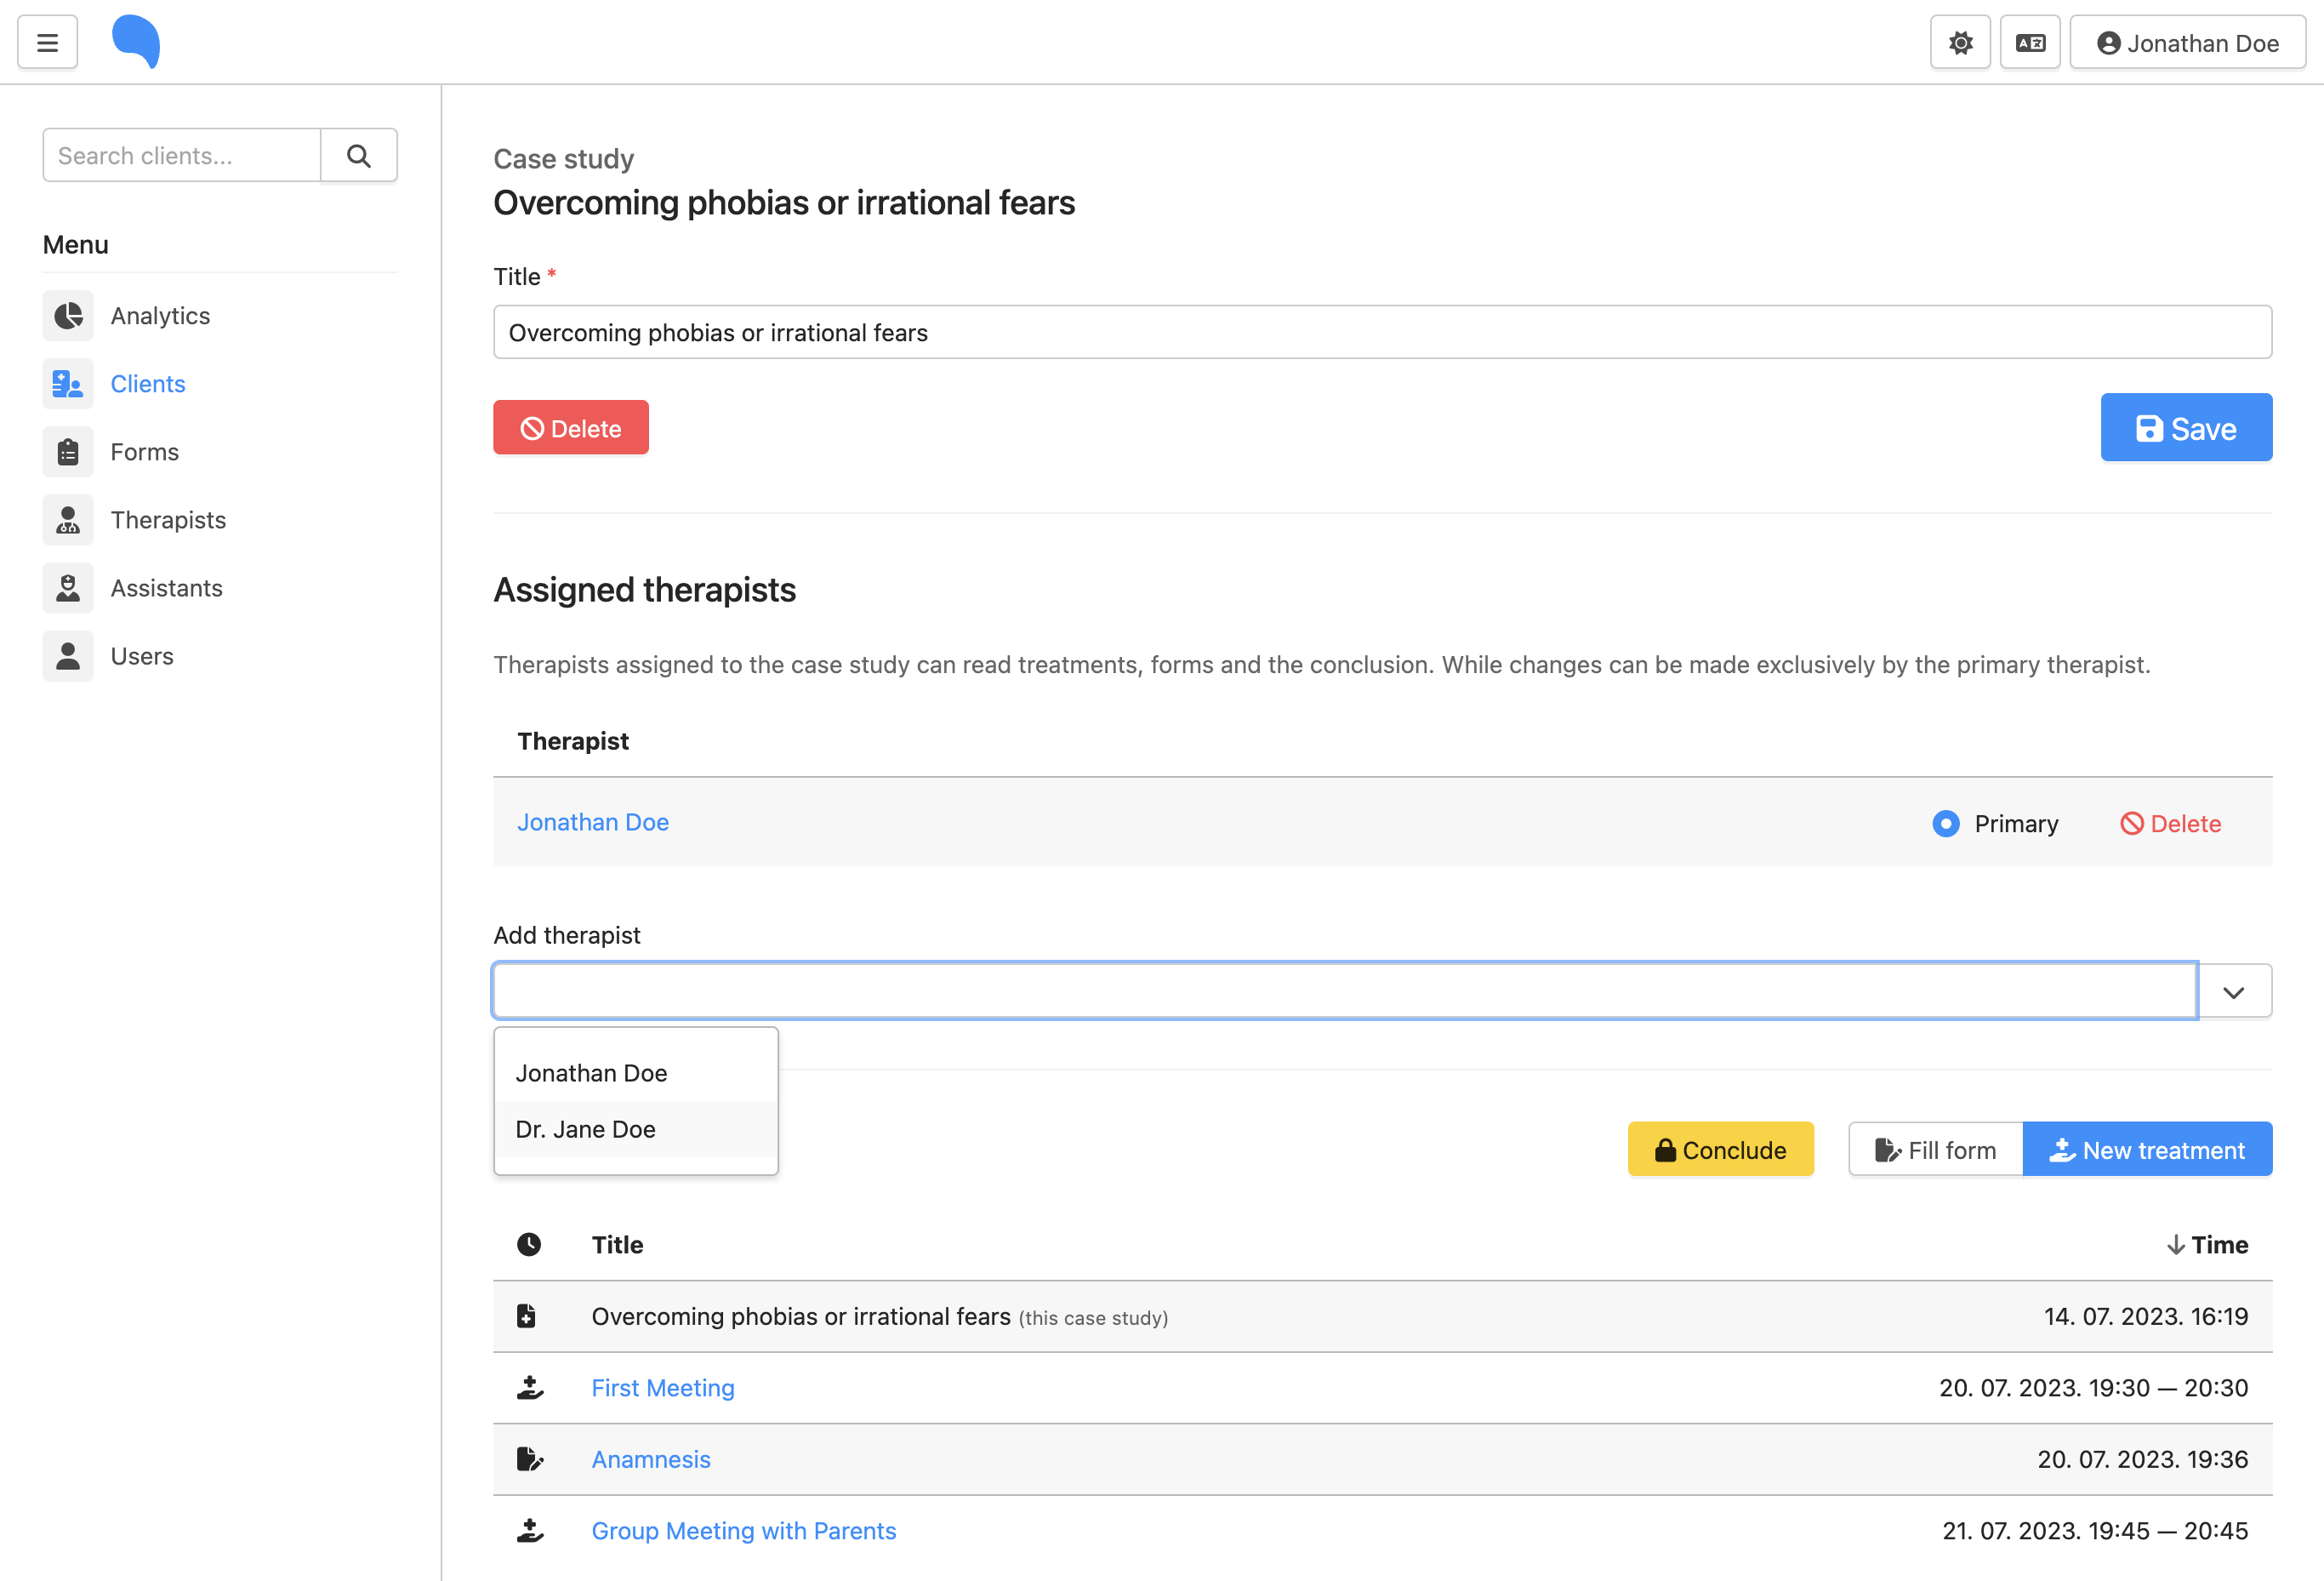 Jonathan Doe
Search clients...
Menu
Analytics
Clients
Forms
Therapists
Assistants
Users
Case study
Overcoming phobias or irrational fears
Title *
Overcoming phobias or irrational fears
Delete
Save
Assigned therapists
Therapists assigned to the case study can read treatments, forms and the conclusion. While changes can be made exclusively by the primary therapist.
Therapist
Jonathan Doe Primary Delete
Add therapist
Jonathan Doe
Dr. Jane Doe
Conclude Fill form New treatment
Title Time
Overcoming phobias or irrational fears (this case study) 14. 07. 2023. 16:19
First Meeting 20. 07. 2023. 19:30 — 20:30
Anamnesis 20. 07. 2023. 19:36
Group Meeting with Parents 21. 07. 2023. 19:45 — 20:45